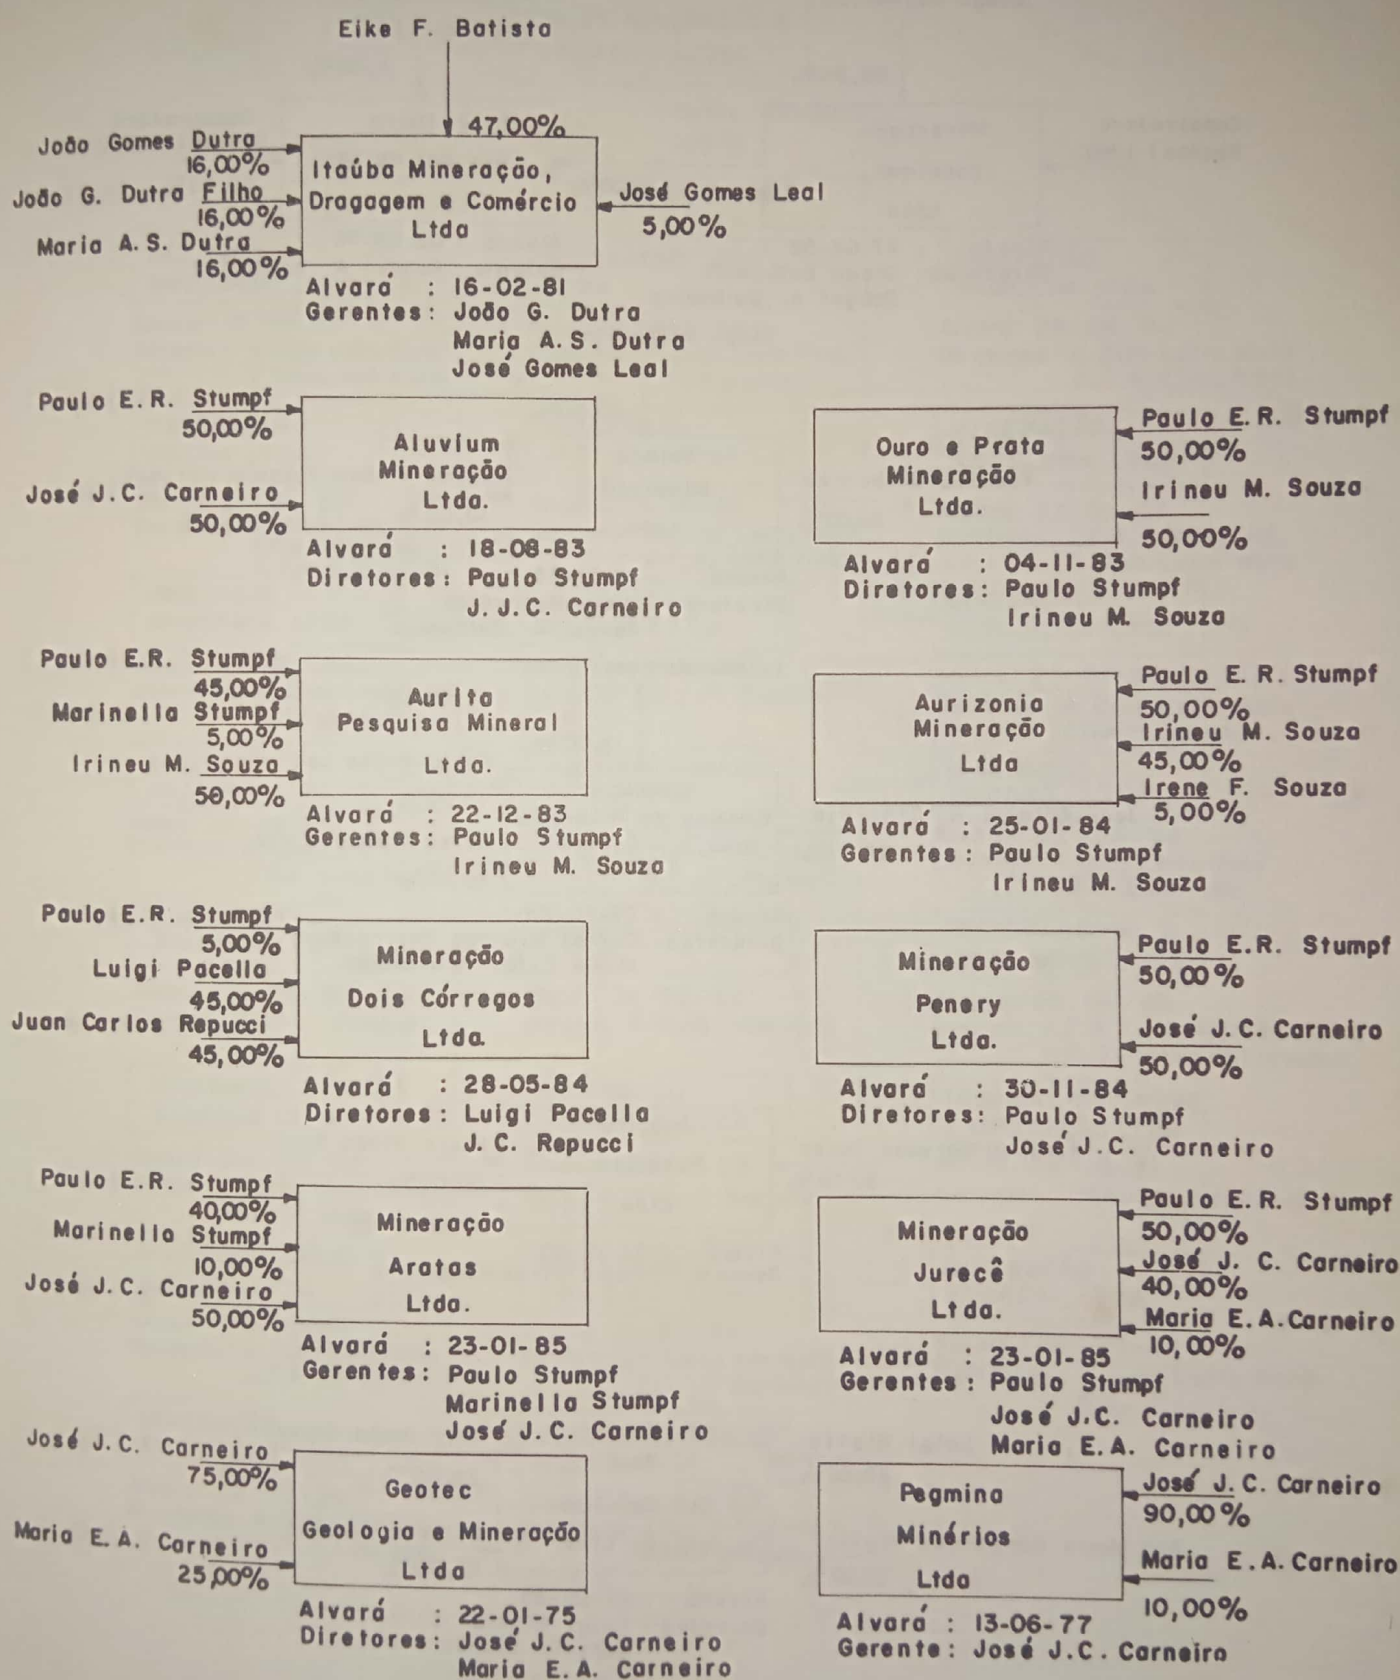 Eike F. Batista
47,00%
João Gomes Dutra
16,00%
João G. Dutra Filho
16,00%
Maria A. S. Dutra
16,00%
Itaúba Mineração,
Dragagem e Comércio
Ltda
José Gomes Leal
5,00%
Alvará : 16-02-81
Gerentes: João G. Dutra
Maria A. S. Dutra
José Gomes Leal
Paulo E.R. Stumpf
50,00%
José J.C. Carneiro
50,00%
Aluvium
Mineração
Ltda.
Alvará : 18-08-83
Diretores: Paulo Stumpf
J. J. C. Carneiro
Ouro e Prata
Mineração
Ltda.
Paulo E.R. Stumpf
50,00%
Irineu M. Souza
50,00%
Alvará : 04-11-83
Diretores: Paulo Stumpf
Irineu M. Souza
Paulo E.R. Stumpf
45,00%
Marinella Stumpf
5,00%
Irineu M. Souza
50,00%
Aurita
Pesquisa Mineral
Ltda.
Alvará : 22-12-83
Gerentes: Paulo Stumpf
Irineu M. Souza
Aurizonia
Mineração
Ltda
Paulo E. R. Stumpf
50,00%
Irineu M. Souza
45,00%
Irene F. Souza
5,00%
Alvará : 25-01-84
Gerentes: Paulo Stumpf
Irineu M. Souza
Paulo E.R. Stumpf
5,00%
Luigi Pacella
45,00%
Juan Carlos Repucci
45,00%
Mineração
Dois Córregos
Ltda.
Alvará : 28-05-84
Diretores: Luigi Pacella
J. C. Repucci
Mineração
Penery
Ltda.
Paulo E.R. Stumpf
50,00%
José J. C. Carneiro
50,00%
Alvará : 30-11-84
Diretores: Paulo Stumpf
José J.C. Carneiro
Paulo E.R. Stumpf
40,00%
Marinella Stumpf
10,00%
José J.C. Carneiro
50,00%
Mineração
Aratas
Ltda.
Alvará : 23-01-85
Gerentes: Paulo Stumpf
Marinella Stumpf
José J.C. Carneiro
Mineração
Jurecê
Ltda.
Paulo E. R. Stumpf
50,00%
José J. C. Carneiro
40,00%
Maria E. A. Carneiro
10,00%
Alvará : 23-01-85
Gerentes: Paulo Stumpf
José J.C. Carneiro
Maria E.A. Carneiro
José J.C. Carneiro
75,00%
Maria E. A. Carneiro
25,00%
Geotec
Geologia e Mineração
Ltda
Alvará : 22-01-75
Diretores: José J. C. Carneiro
Maria E. A. Carneiro
Pegmina
Minérios
Ltda
José J. C. Carneiro
90,00%
Maria E.A. Carneiro
10,00%
Alvará : 13-06-77
Gerente: José J.C. Carneiro